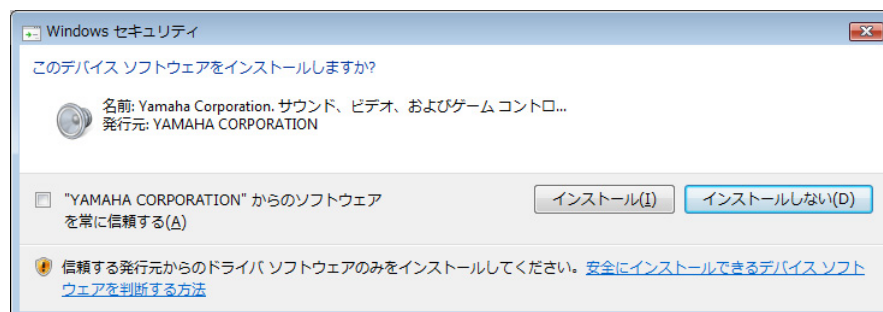 Windows セキュリティ
このデバイス ソフトウェアをインストールしますか?
名前: Yamaha Corporation. サウンド、ビデオ、およびゲーム コントロ...
発行元: YAMAHA CORPORATION
"YAMAHA CORPORATION" からのソフトウェア
を常に信頼する(A)
インストール(I)
インストールしない(D)
信頼する発行元からのドライバ ソフトウェアのみをインストールしてください。安全にインストールできるデバイス ソフト
ウェアを判断する方法